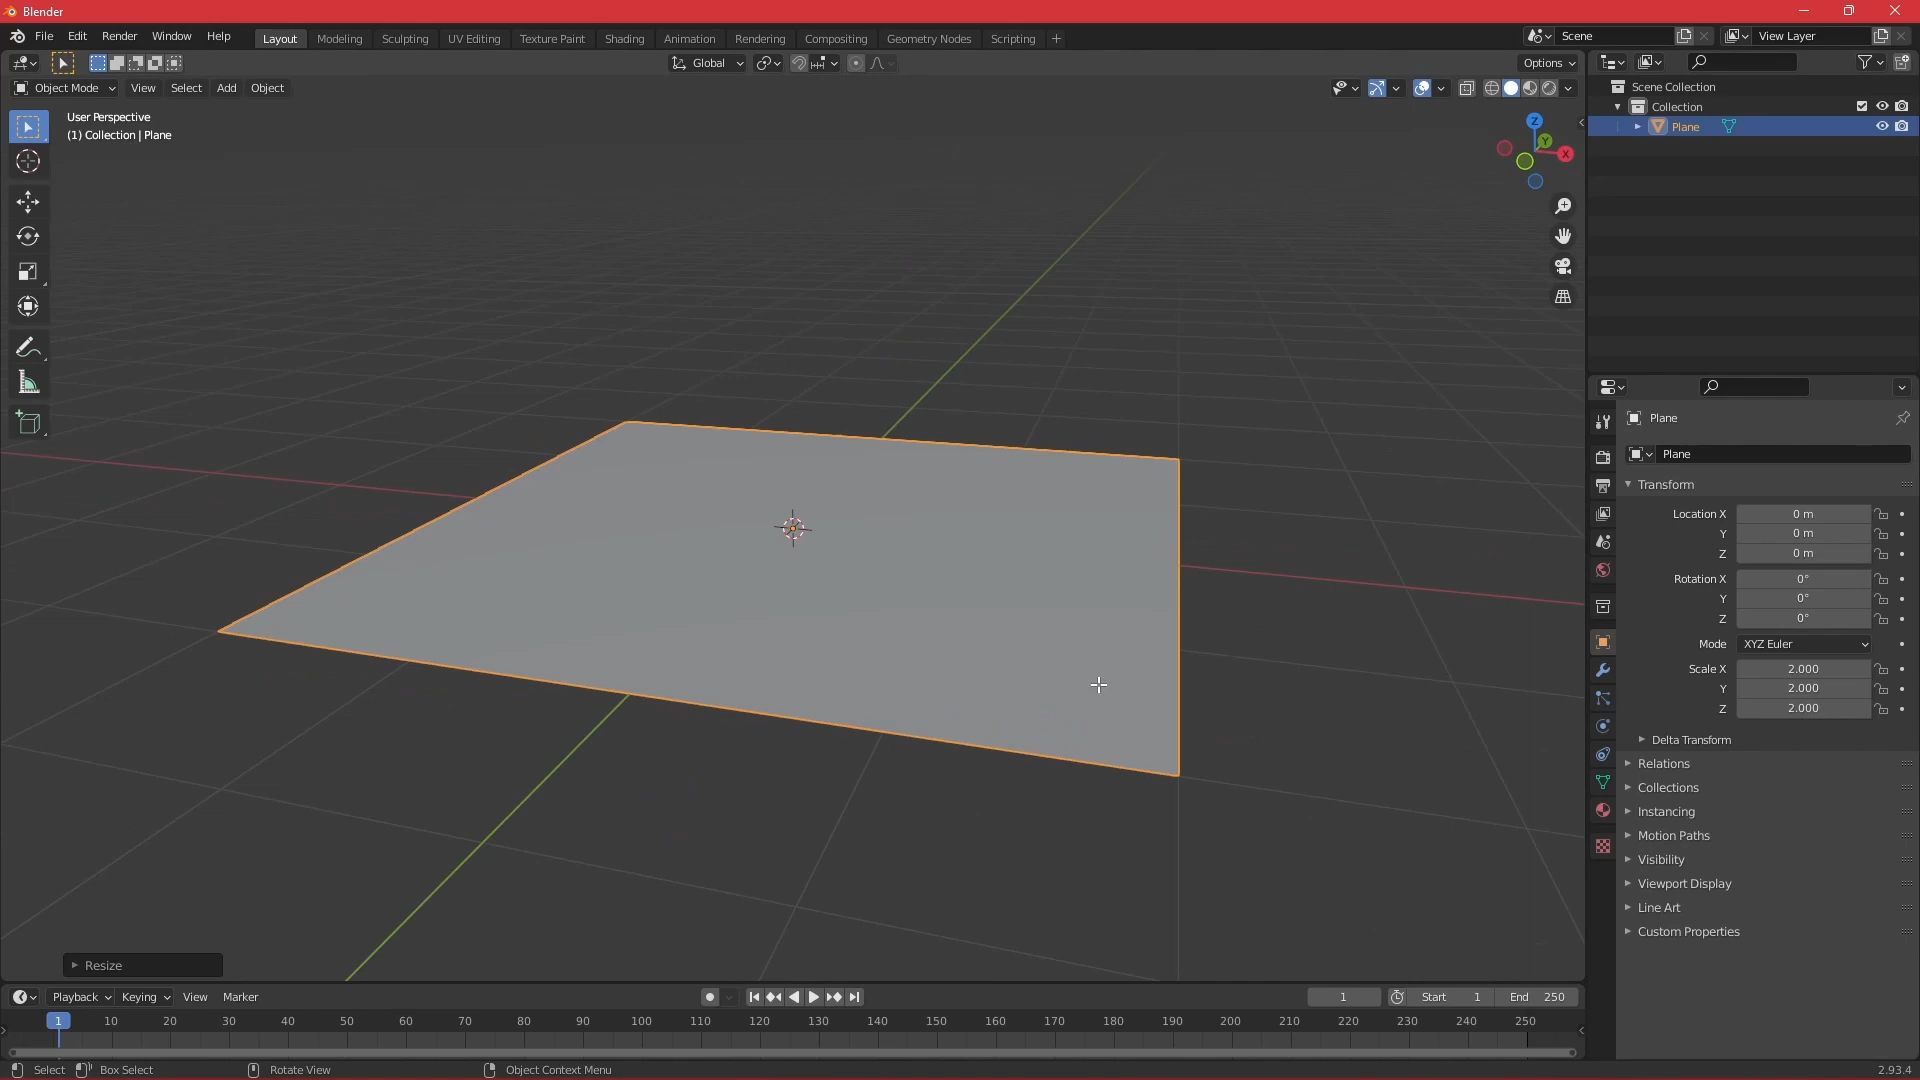 Blender
File Edit Render Window Help Layout Modeling Sculpting UV Editing Texture Paint Shading Animation Rendering Compositing Geometry Nodes Scripting + Scene View Layer
Global Options
Object Mode View Select Add Object
User Perspective
(1) Collection | Plane
Z
Y
X
Scene Collection
Collection
Plane
Plane
Plane
Transform
Location X 0 m
Y 0 m
Z 0 m
Rotation X 0°
Y 0°
Z 0°
Mode XYZ Euler
Scale X 2.000
Y 2.000
Z 2.000
Delta Transform
Relations
Collections
Instancing
Motion Paths
Visibility
Viewport Display
Line Art
Custom Properties
Resize
Playback Keying View Marker 1 Start 1 End 250
1 10 20 30 40 50 60 70 80 90 100 110 120 130 140 150 160 170 180 190 200 210 220 230 240 250
Select Box Select Rotate View Object Context Menu 2.93.4